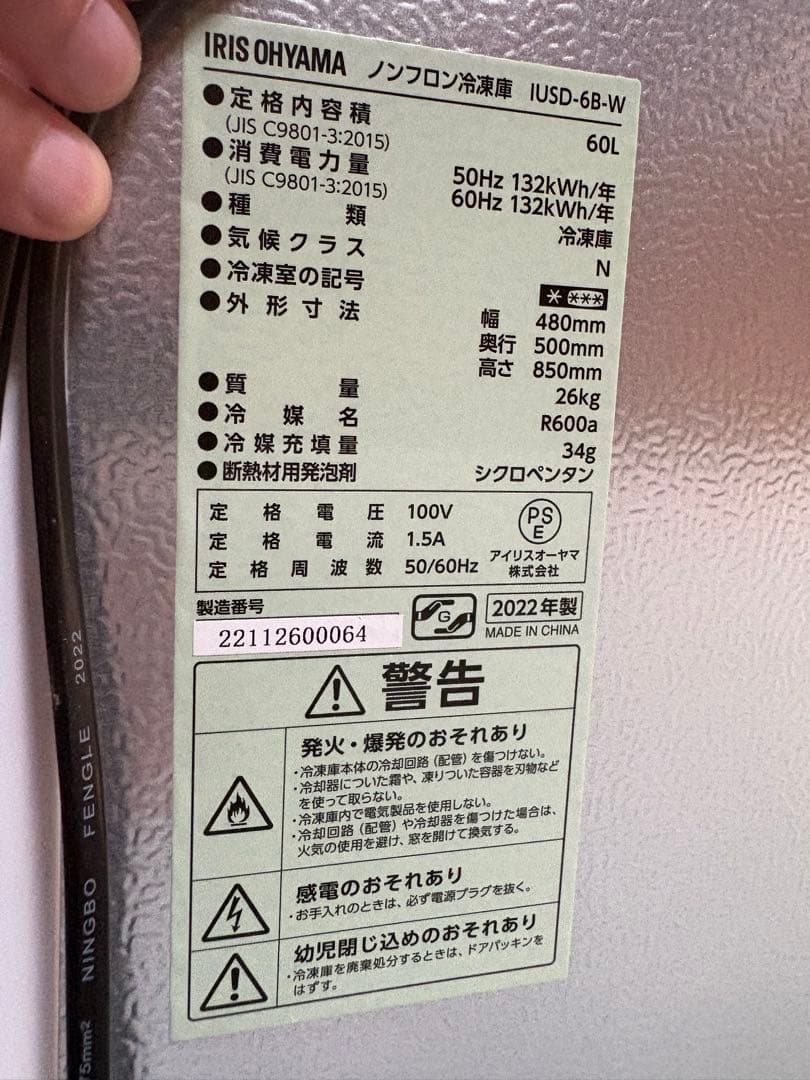 IRIS OHYAMA ノンフロン冷凍庫 IUSD-6B-W
●定格内容積 60L
(JIS C9801-3:2015)
●消費電力量 50Hz 132kWh/年
(JIS C9801-3:2015) 60Hz 132kWh/年
●種類 冷凍庫
●気候クラス N
●冷凍室の記号 * ***
●外形寸法 幅 480mm
奥行 500mm
高さ 850mm
●質量 26kg
●冷媒名 R600a
●冷媒充填量 34g
●断熱材用発泡剤 シクロペンタン
定格電圧 100V
定格電流 1.5A
定格周波数 50/60Hz
PS
E
アイリスオーヤマ
株式会社
製造番号
22112600064
G
2022年製
MADE IN CHINA
警告
発火・爆発のおそれあり
・冷凍庫本体の冷却回路(配管)を傷つけない。
・冷却器についた霜や、凍りついた容器を刃物など
を使って取らない。
・冷凍庫内で電気製品を使用しない。
・冷却回路(配管)や冷却器を傷つけた場合は、
火気の使用を避け、窓を開けて換気する。
感電のおそれあり
・お手入れのときは、必ず電源プラグを抜く。
幼児閉じ込めのおそれあり
・冷凍庫を廃棄処分するときは、ドアパッキンを
はずす。
75mm2 NINGBO FENGLE 2022